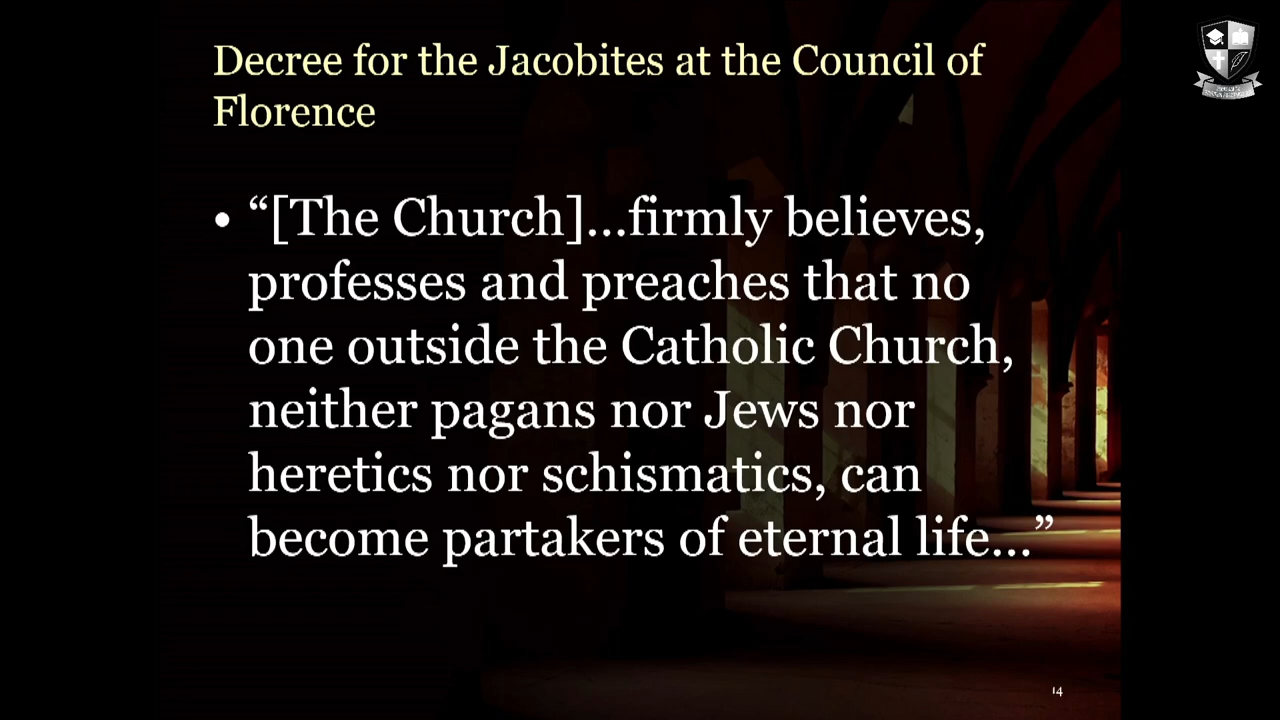 Decree for the Jacobites at the Council of
Florence
• “[The Church]...firmly believes,
professes and preaches that no
one outside the Catholic Church,
neither pagans nor Jews nor
heretics nor schismatics, can
become partakers of eternal life...”
14